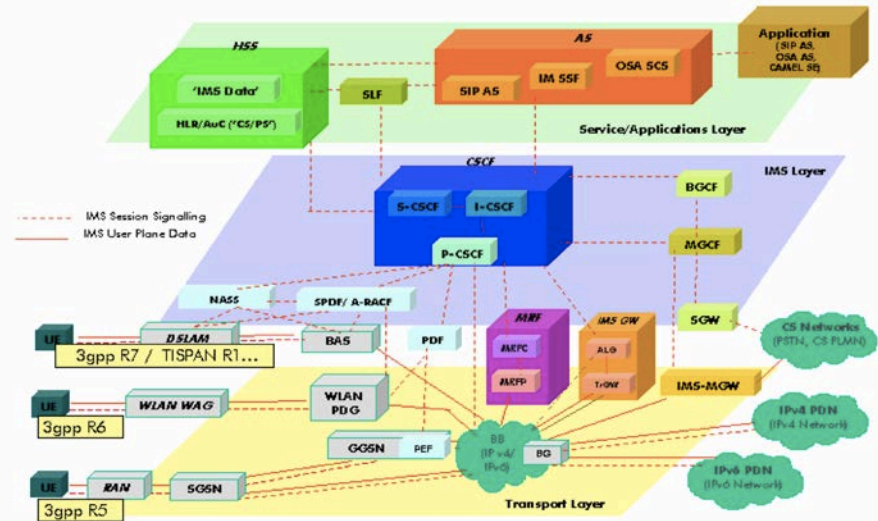 HSS
'IMS Data'
HLR/AuC ('CS/PS')
SLF
AS
SIP AS
IM SSF
OSA SCS
Application
(SIP AS,
OSA AS,
CAMEL SE)
Service/Applications Layer
CSCF
S-CSCF
I-CSCF
P-CSCF
IMS Layer
BGCF
MGCF
SGW
IMS Session Signalling
IMS User Plane Data
NASS
SPDF/ A-RACF
UE
DSLAM
BAS
3gpp R7 / TISPAN R1...
PDF
MRF
MRFC
MRFP
IMS GW
ALG
TrGW
CS Networks
(PSTN, CS PLMN)
IMS-MGW
UE
WLAN WAG
WLAN
PDG
3gpp R6
GGSN
PEF
BB
(IP v4/
IPv6)
BG
IPv4 PDN
(IPv4 Network)
IPv6 PDN
(IPv6 Network)
UE
RAN
SGSN
3gpp R5
Transport Layer